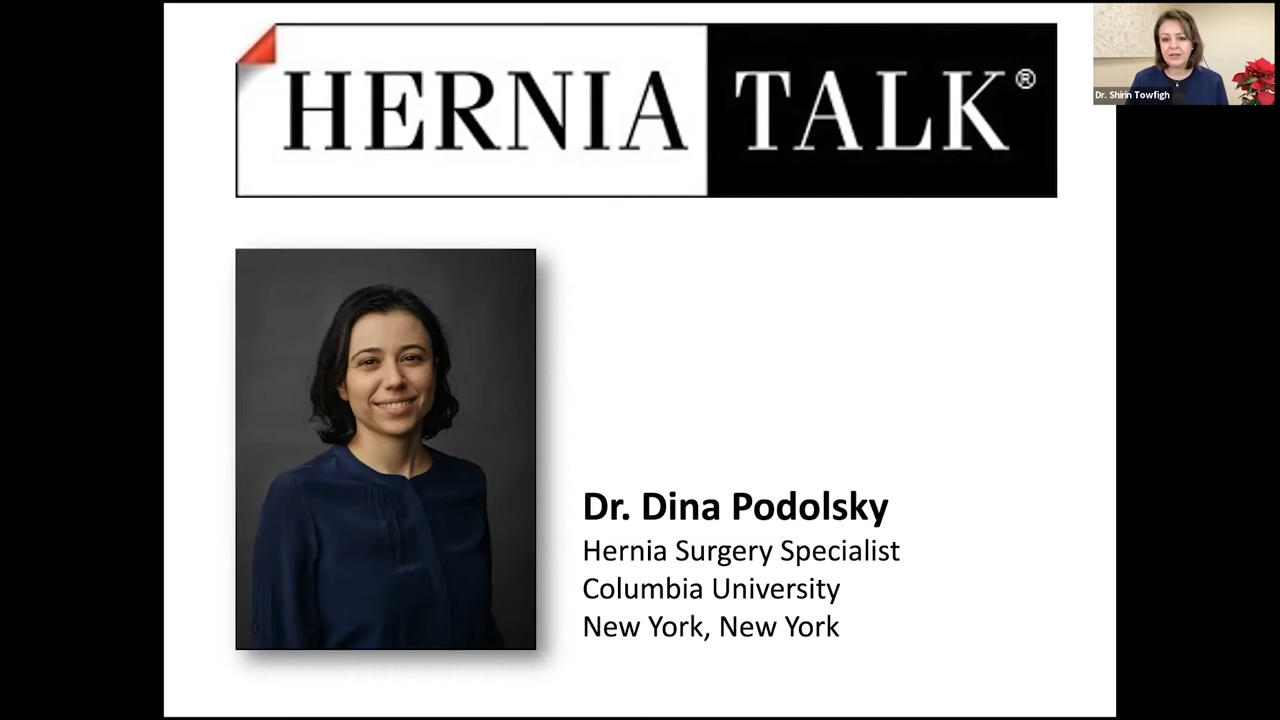 HERNIA TALK®
Dr. Shirin Towfigh
Dr. Dina Podolsky
Hernia Surgery Specialist
Columbia University
New York, New York